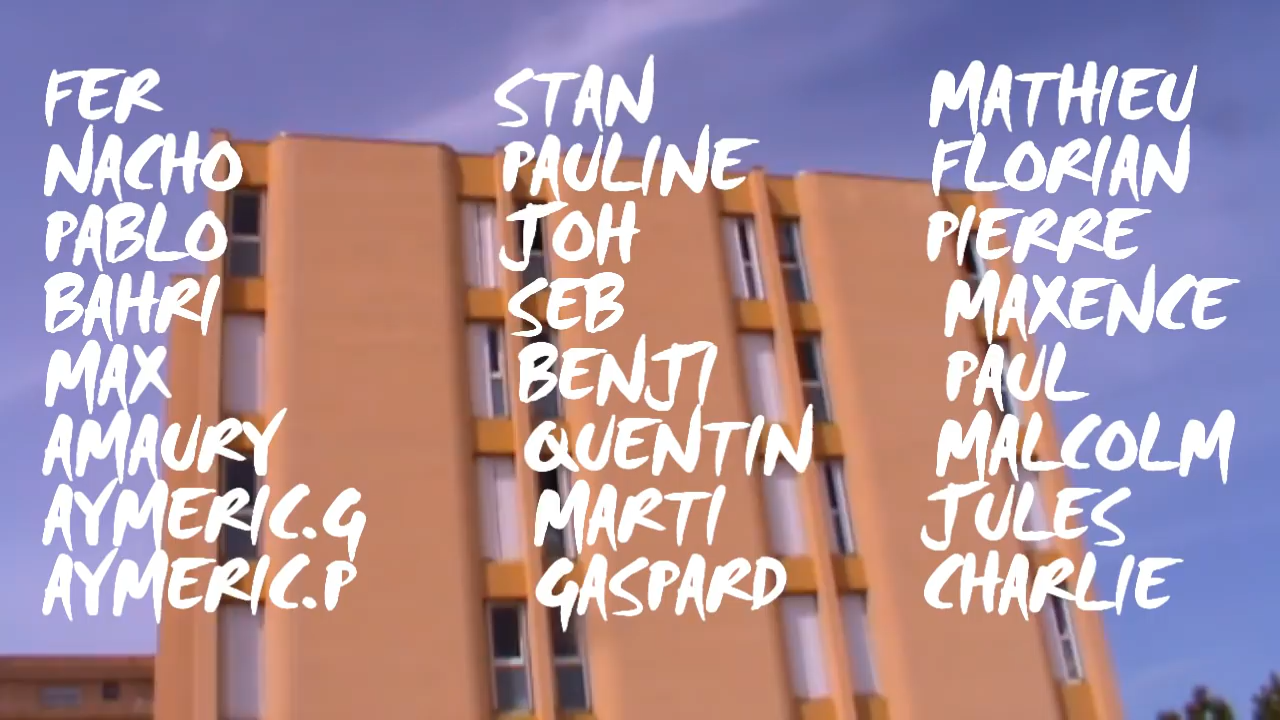 FER
NACHO
PABLO
BAHRI
MAX
AMAURY
AYMERIC.G
AYMERIC.P
STAN
PAULINE
JOH
SEB
BENJI
QUENTIN
MARTI
GASPARD
MATHIEU
FLORIAN
PIERRE
MAXENCE
PAUL
MALCOLM
JULES
CHARLIE